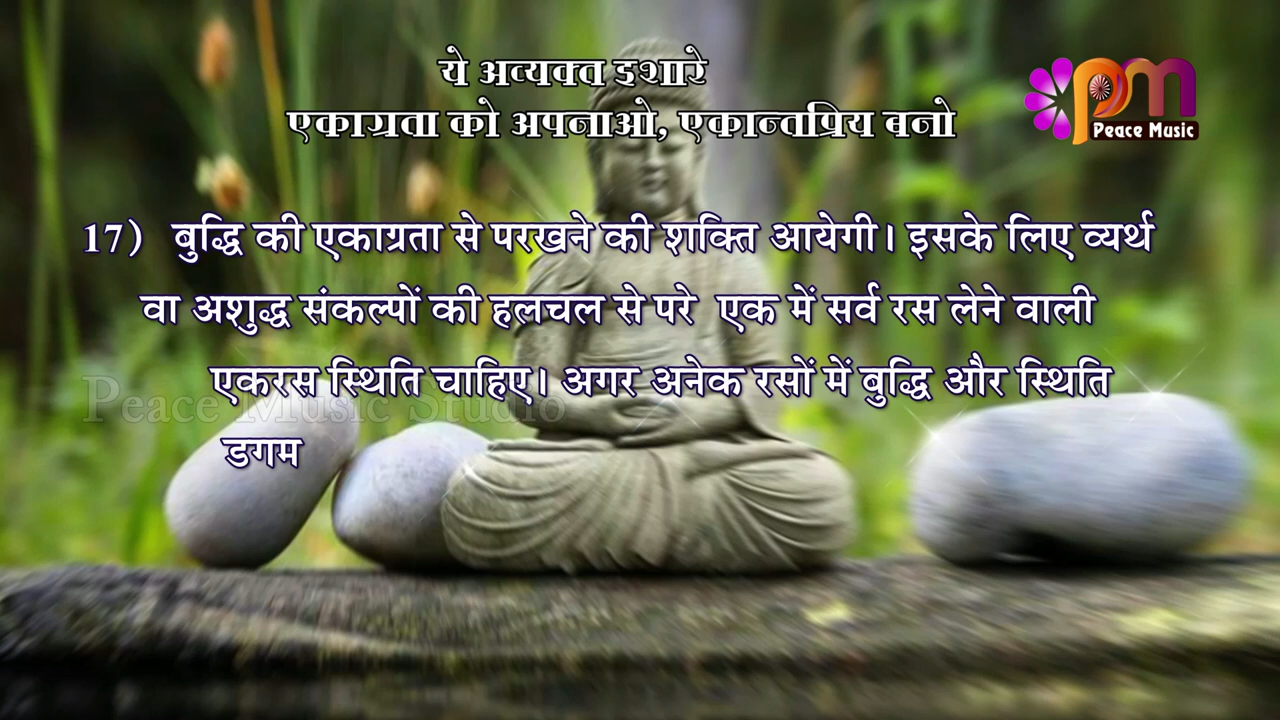 ये अव्यक्त इशारे
एकाग्रता को अपनाओ, एकान्तप्रिय बनो
pm
Peace Music
17) बुद्धि की एकाग्रता से परखने की शक्ति आयेगी। इसके लिए व्यर्थ
वा अशुद्ध संकल्पों की हलचल से परे एक में सर्व रस लेने वाली
एकरस स्थिति चाहिए। अगर अनेक रसों में बुद्धि और स्थिति
Peace Music Studio
डगम